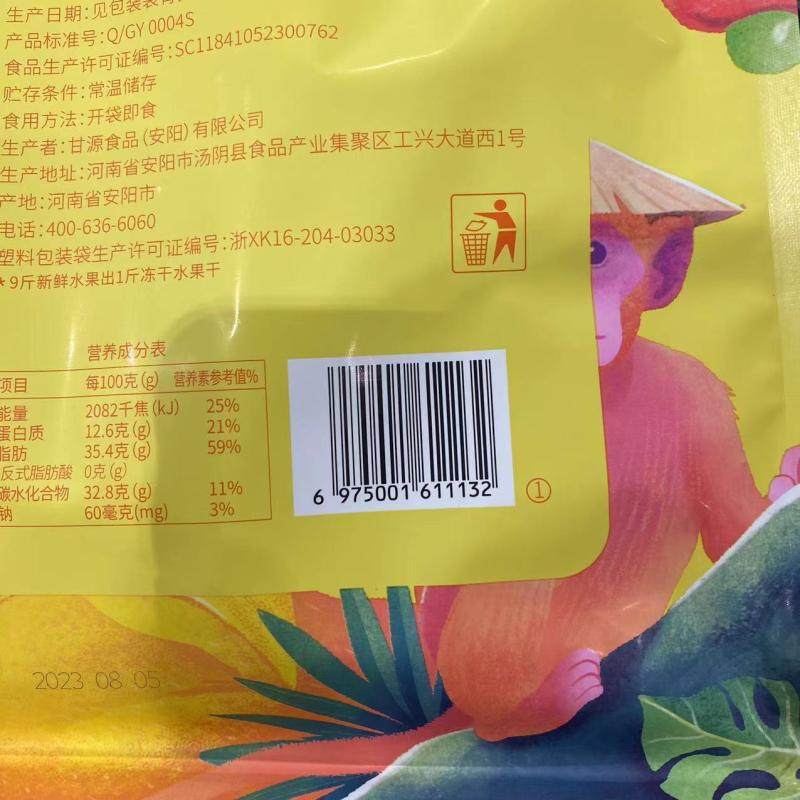 生产日期:见包装
产品标准号:Q/GY 0004S
食品生产许可证编号:SC11841052300762
贮存条件:常温储存
食用方法:开袋即食
生产者:甘源食品(安阳)有限公司
生产地址:河南省安阳市汤阴县食品产业集聚区工兴大道西1号
产地:河南省安阳市
电话:400-636-6060
塑料包装袋生产许可证编号:浙XK16-204-03033
*9斤新鲜水果出1斤冻干水果干
营养成分表
项目 每100克(g) 营养素参考值%
能量 2082千焦(kJ) 25%
蛋白质 12.6克(g) 21%
脂肪 35.4克(g) 59%
反式脂肪酸 0克(g)
碳水化合物 32.8克(g) 11%
钠 60毫克(mg) 3%
6 975001 611132
①
2023 08 05